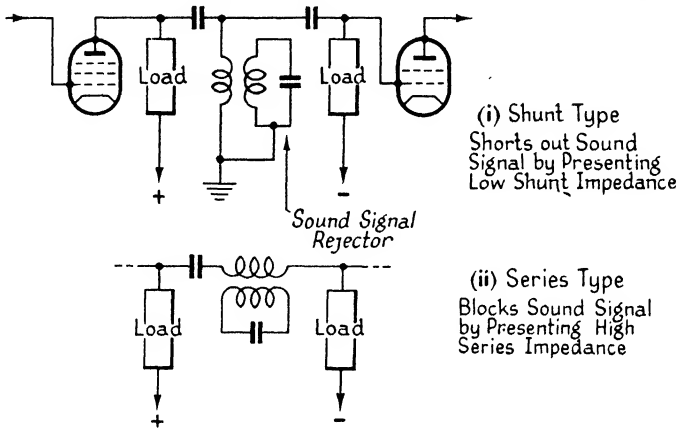 Load
Load
(i) Shunt Type
Shorts out Sound
Signal by Presenting
Low Shunt Impedance
+
-
Sound Signal
Rejector
Load
Load
(ii) Series Type
Blocks Sound Signal
by Presenting High
Series Impedance
+
-